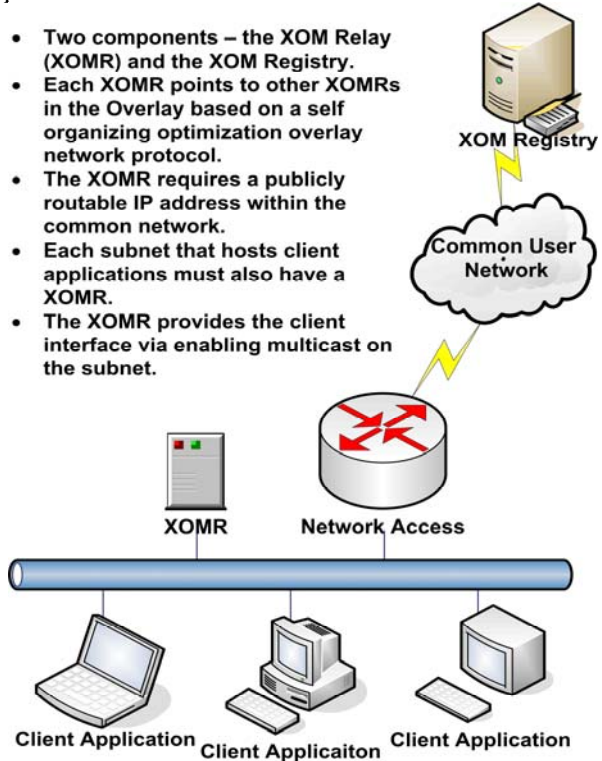 • Two components – the XOM Relay
(XOMR) and the XOM Registry.
• Each XOMR points to other XOMRs
in the Overlay based on a self
organizing optimization overlay
network protocol.
• The XOMR requires a publicly
routable IP address within the
common network.
• Each subnet that hosts client
applications must also have a
XOMR.
• The XOMR provides the client
interface via enabling multicast on
the subnet.
XOM Registry
Common User
Network
XOMR
Network Access
Client Application
Client Applicaiton
Client Application